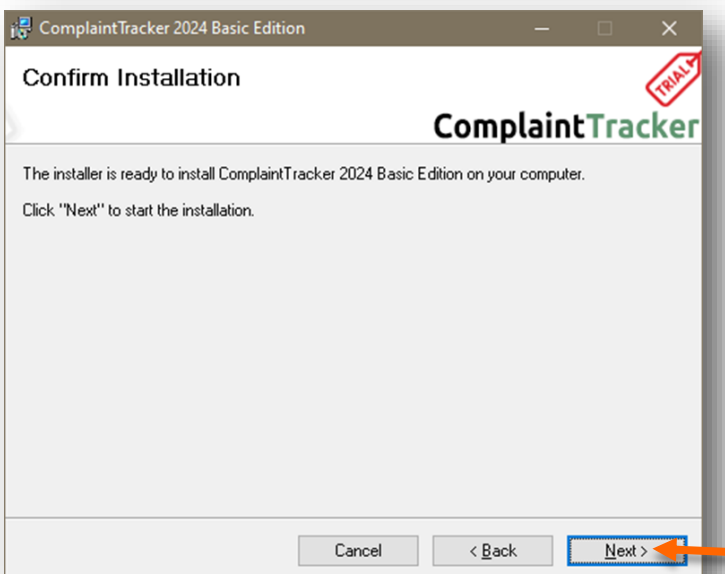 ComplaintTracker 2024 Basic Edition
Confirm Installation
TRIAL
ComplaintTracker
The installer is ready to install ComplaintTracker 2024 Basic Edition on your computer.
Click "Next" to start the installation.
Cancel
< Back
Next >